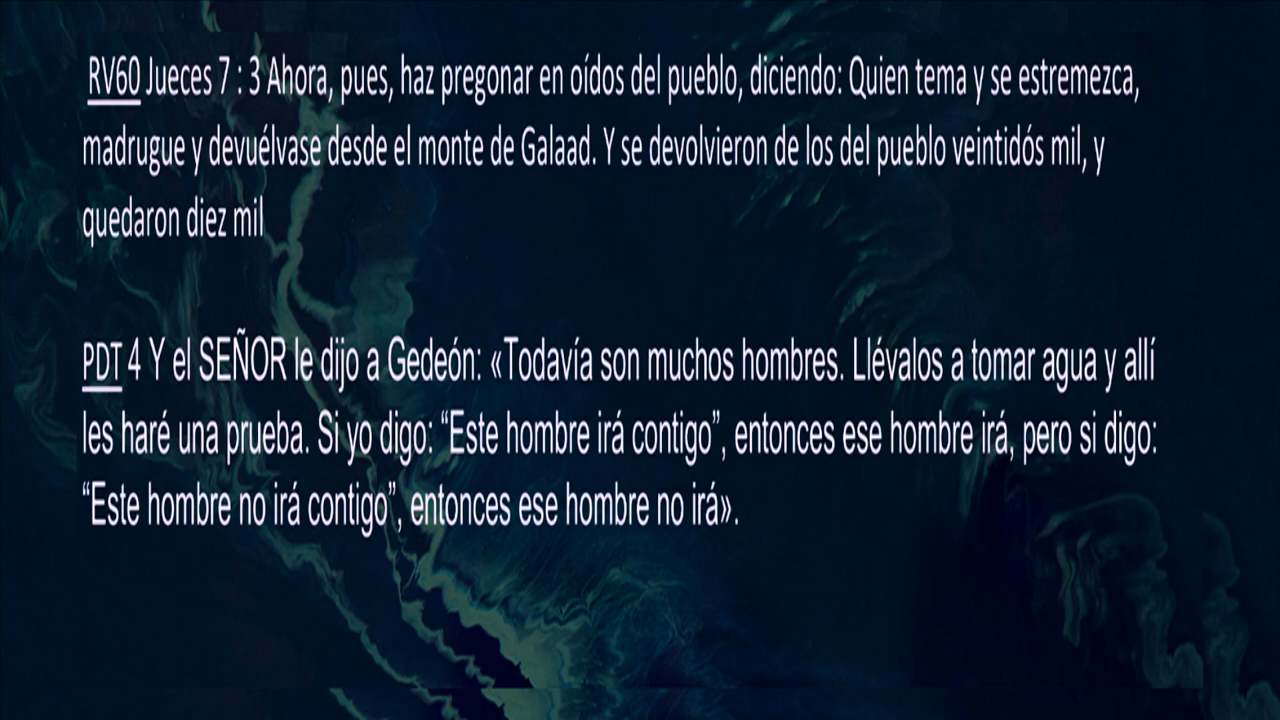 RV60 Jueces 7 : 3 Ahora, pues, haz pregonar en oídos del pueblo, diciendo: Quien tema y se estremezca,
madrugue y devuélvase desde el monte de Galaad. Y se devolvieron de los del pueblo veintidós mil, y
quedaron diez mil
PDT 4 Y el SEÑOR le dijo a Gedeón: «Todavía son muchos hombres. Llévalos a tomar agua y allí
les haré una prueba. Si yo digo: “Este hombre irá contigo”, entonces ese hombre irá, pero si digo:
“Este hombre no irá contigo”, entonces ese hombre no irá».